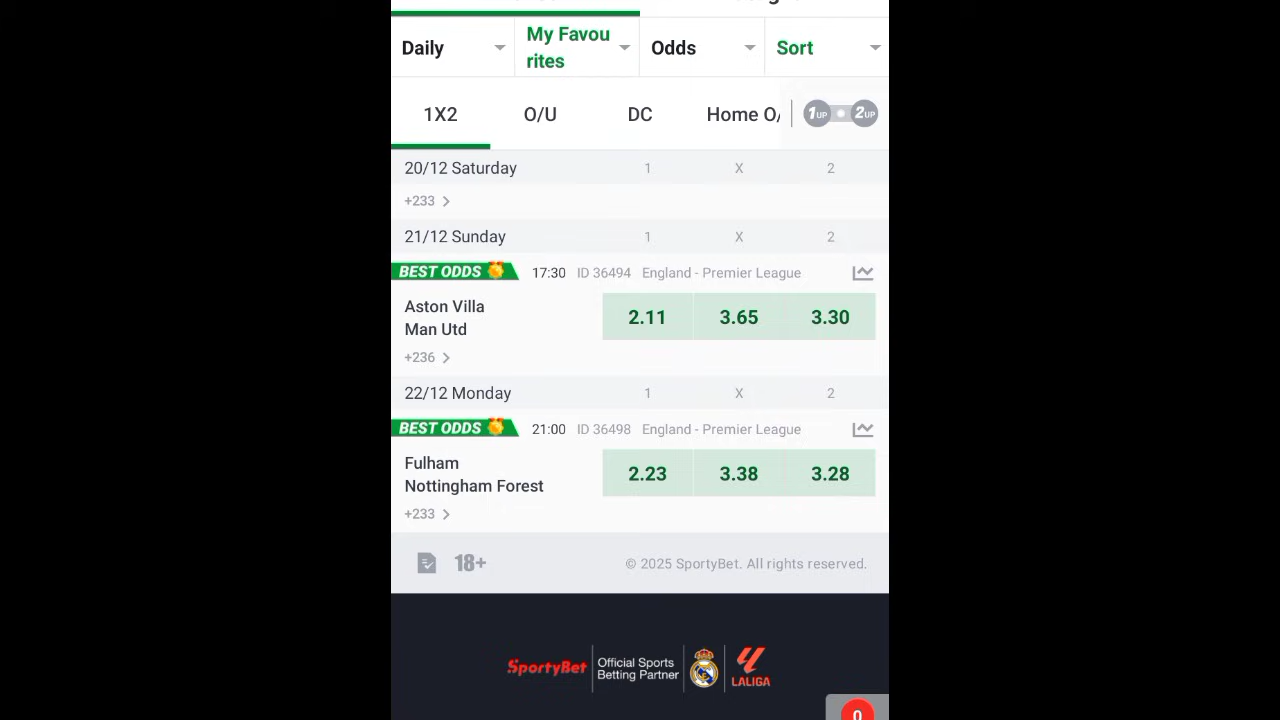 Daily
My Favou
rites
Odds
Sort
1X2
O/U
DC
Home O/
1UP
2UP
20/12 Saturday 1 X 2
+233
21/12 Sunday 1 X 2
BEST ODDS 17:30 ID 36494 England - Premier League
Aston Villa
Man Utd
2.11 3.65 3.30
+236
22/12 Monday 1 X 2
BEST ODDS 21:00 ID 36498 England - Premier League
Fulham
Nottingham Forest
2.23 3.38 3.28
+233
18+ © 2025 SportyBet. All rights reserved.
SportyBet
Official Sports
Betting Partner
LALIGA
0